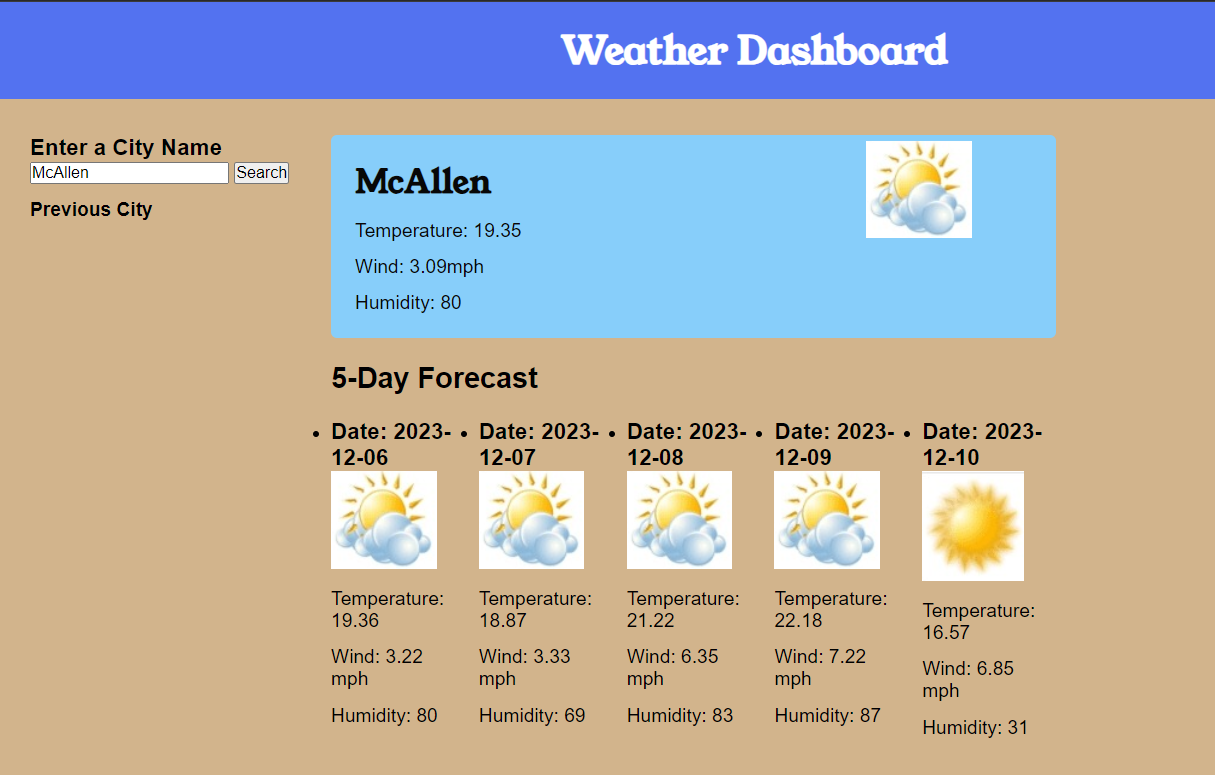 Weather Dashboard
Enter a City Name
McAllen Search
Previous City
McAllen
Temperature: 19.35
Wind: 3.09mph
Humidity: 80
5-Day Forecast
Date: 2023-
12-06
Temperature:
19.36
Wind: 3.22
mph
Humidity: 80
Date: 2023-
12-07
Temperature:
18.87
Wind: 3.33
mph
Humidity: 69
Date: 2023-
12-08
Temperature:
21.22
Wind: 6.35
mph
Humidity: 83
Date: 2023-
12-09
Temperature:
22.18
Wind: 7.22
mph
Humidity: 87
Date: 2023-
12-10
Temperature:
16.57
Wind: 6.85
mph
Humidity: 31